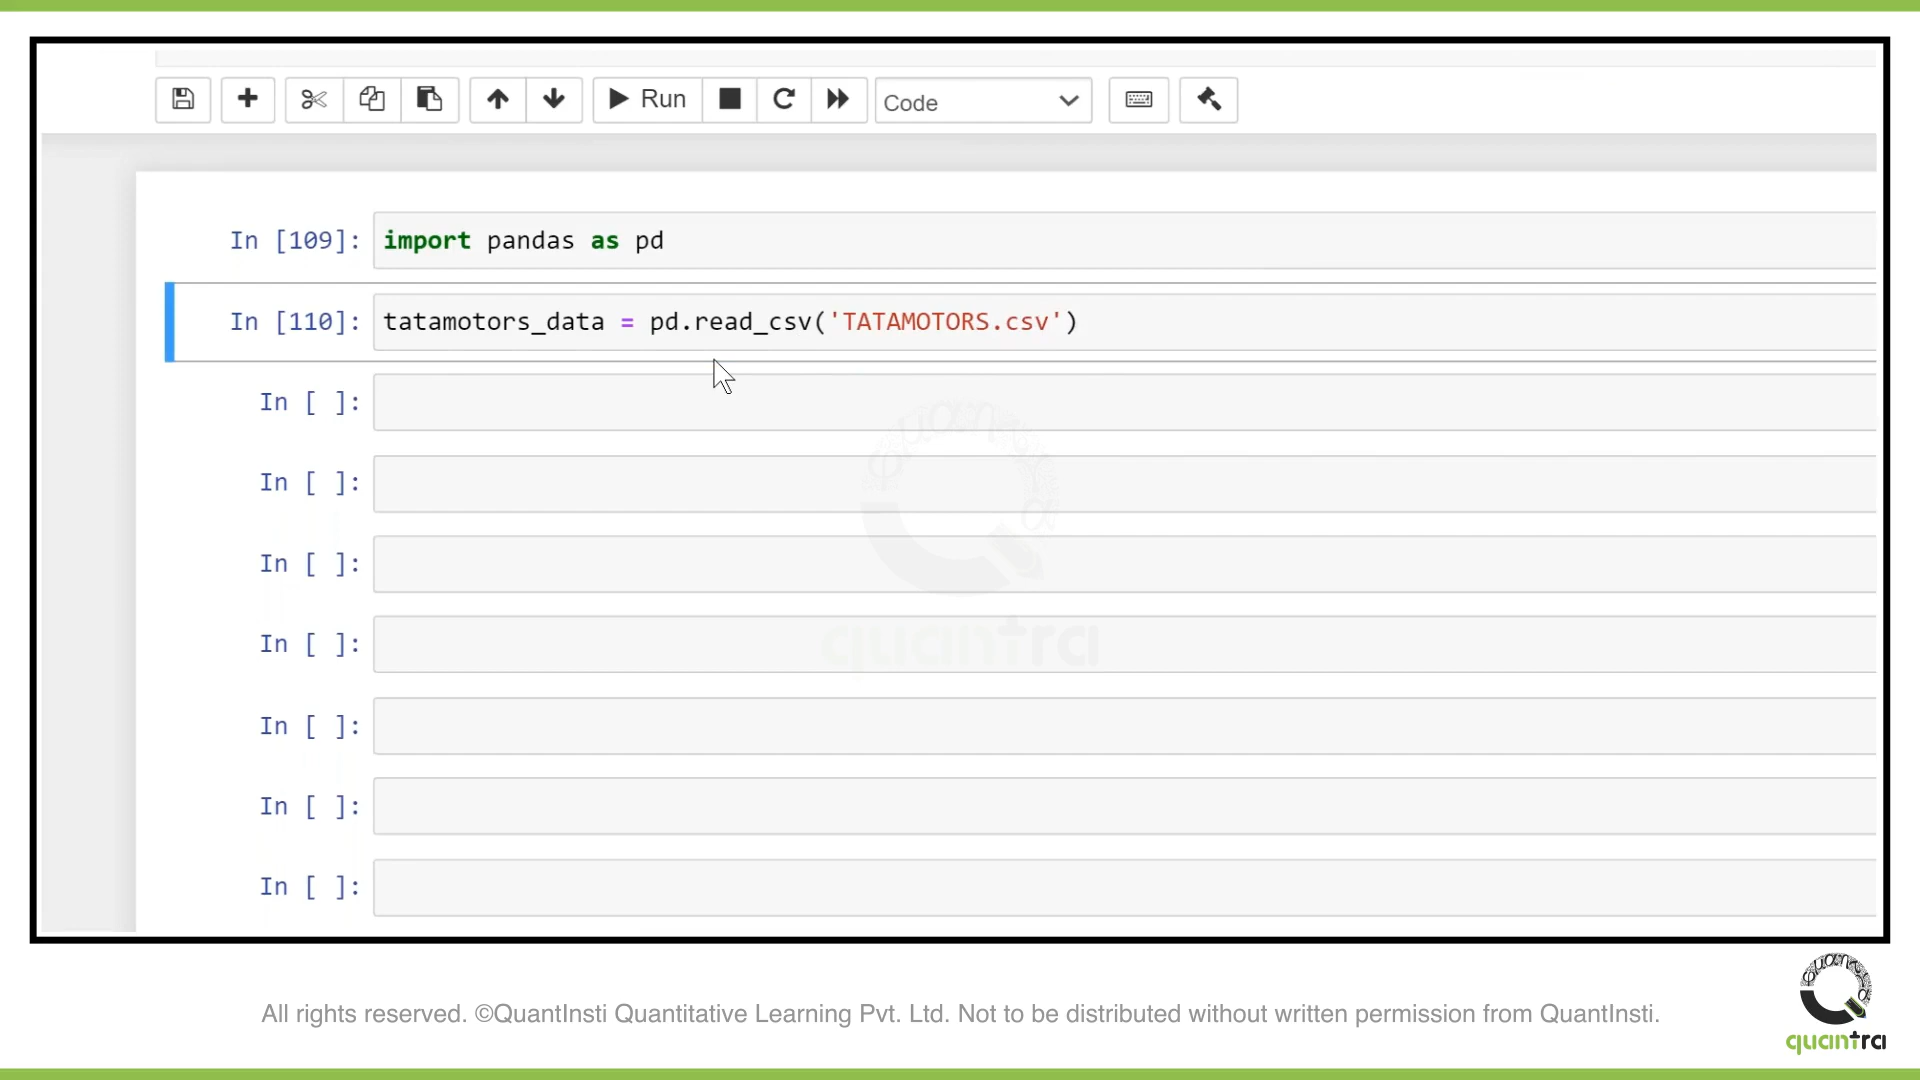 Run
Code
In [109]: import pandas as pd
In [110]: tatamotors_data = pd.read_csv('TATAMOTORS.csv')
In [ ]:
In [ ]:
In [ ]:
In [ ]:
In [ ]:
In [ ]:
In [ ]:
quantra
All rights reserved. ©QuantInsti Quantitative Learning Pvt. Ltd. Not to be distributed without written permission from QuantInsti.
quantra